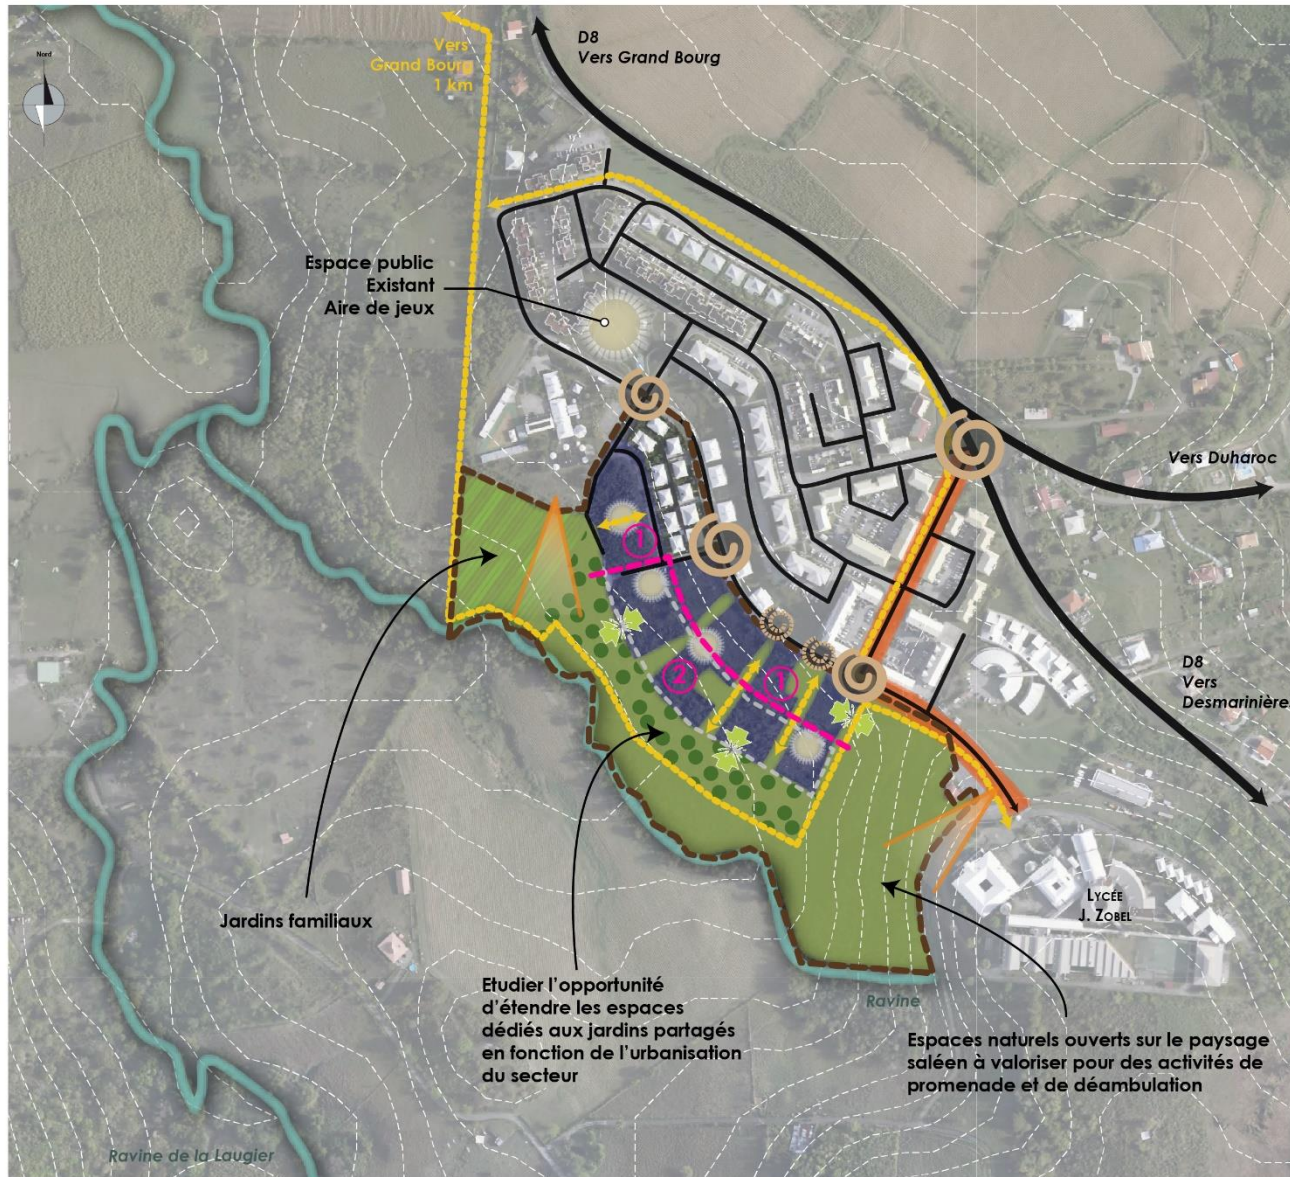 Nord
Vers
Grand Bourg
1 km
D8
Vers Grand Bourg
Espace public
Existant
Aire de jeux
Vers Duharoc
1
2
1
D8
Vers
Desmarinières
Jardins familiaux
LYCÉE
J. ZOBEL
Etudier l'opportunité
d'étendre les espaces
dédiés aux jardins partagés
en fonction de l'urbanisation
du secteur
Ravine
Espaces naturels ouverts sur le paysage
saléen à valoriser pour des activités de
promenade et de déambulation
Ravine de la Laugier